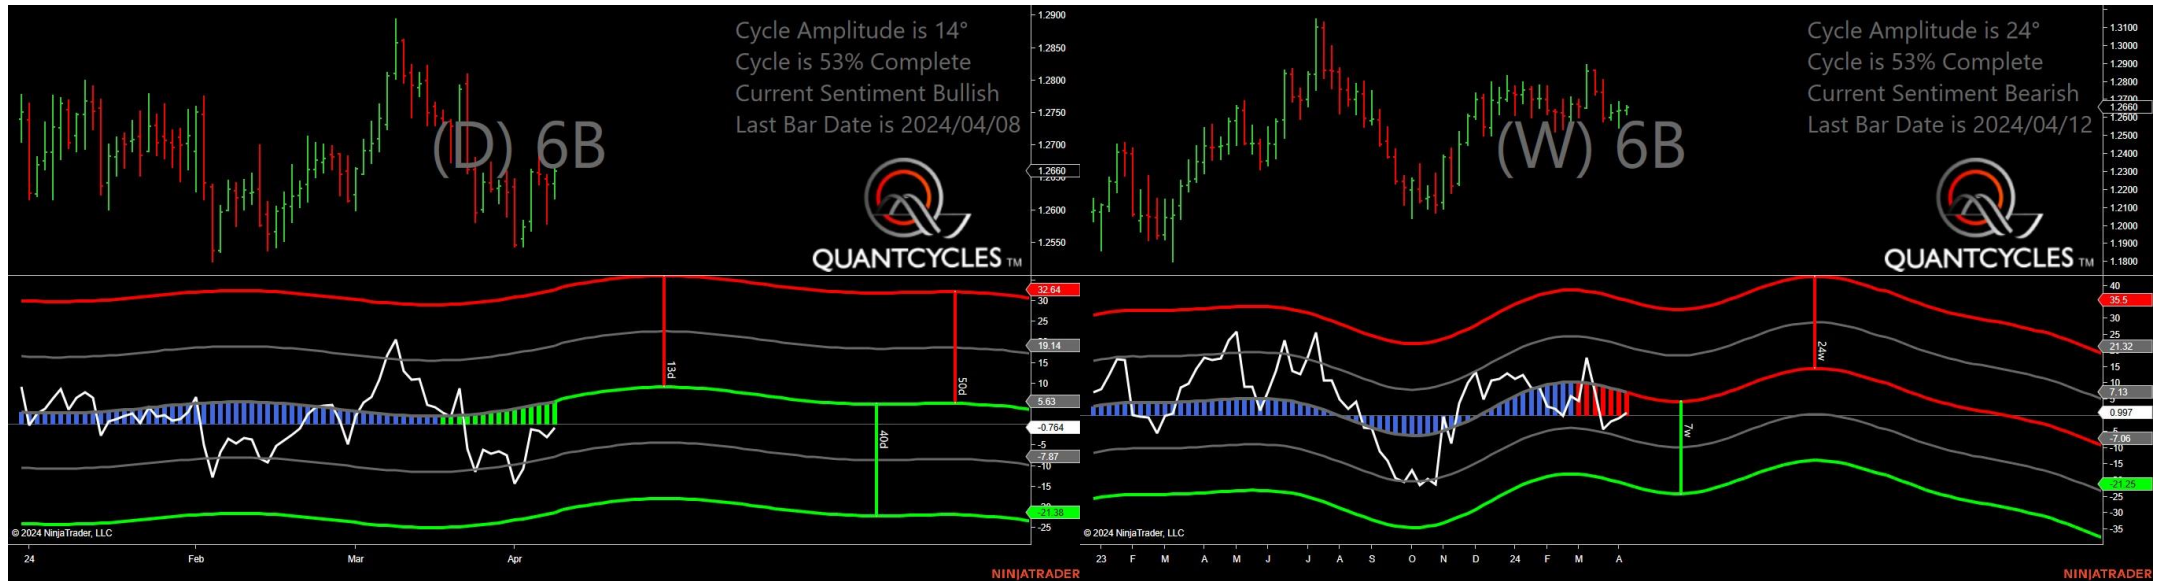 Cycle Amplitude is 14°
Cycle is 53% Complete
Current Sentiment Bullish
Last Bar Date is 2024/04/08
(D) 6B
QUANTCYCLES TM
1.2900
1.2850
1.2800
1.2750
1.2700
1.2660
1.2600
1.2550
32.64
30
25
19.14
15
10
5.63
-0.764
-5
-7.87
-10
-15
-21.38
-25
13d
40d
50d
© 2024 NinjaTrader, LLC
24 Feb Mar Apr
NINJATRADER
Cycle Amplitude is 24°
Cycle is 53% Complete
Current Sentiment Bearish
Last Bar Date is 2024/04/12
(W) 6B
QUANTCYCLES TM
1.3100
1.3000
1.2900
1.2800
1.2700
1.2660
1.2600
1.2500
1.2400
1.2300
1.2200
1.2100
1.2000
1.1900
1.1800
40
35.5
30
25
21.32
15
10
7.13
0.997
-7.06
-10
-15
-21.25
-25
-30
-35
7w
24w
© 2024 NinjaTrader, LLC
23 F M A M J J A S O N D 24 F M A
NINJATRADER